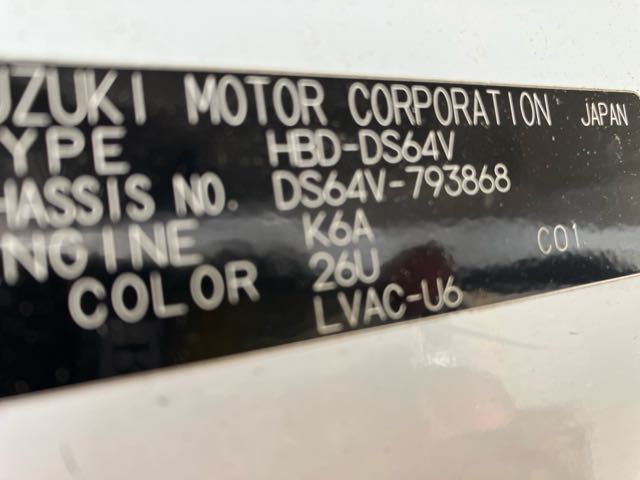 UZUKI MOTOR CORPORATION JAPAN
YPE HBD-DS64V
HASSIS NO. DS64V-793868
NGINE K6A
COLOR 26U C01
LVAC-U6